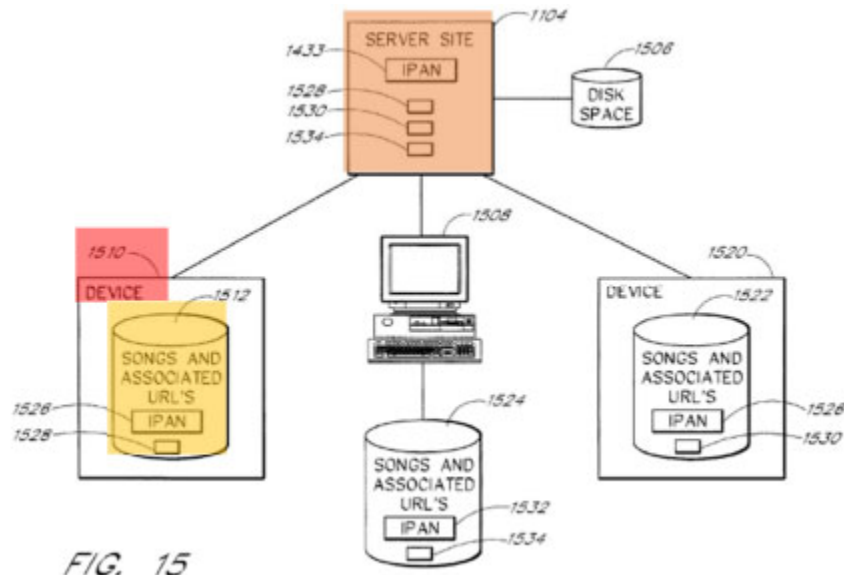 1104
SERVER SITE
1433
IPAN
1506
DISK
SPACE
1528
1530
1534
1508
1510
DEVICE
1512
SONGS AND
ASSOCIATED
URL'S
1526
IPAN
1528
1520
DEVICE
1522
SONGS AND
ASSOCIATED
URL'S
IPAN
1526
1530
1524
SONGS AND
ASSOCIATED
URL'S
1532
IPAN
1534
FIG. 15